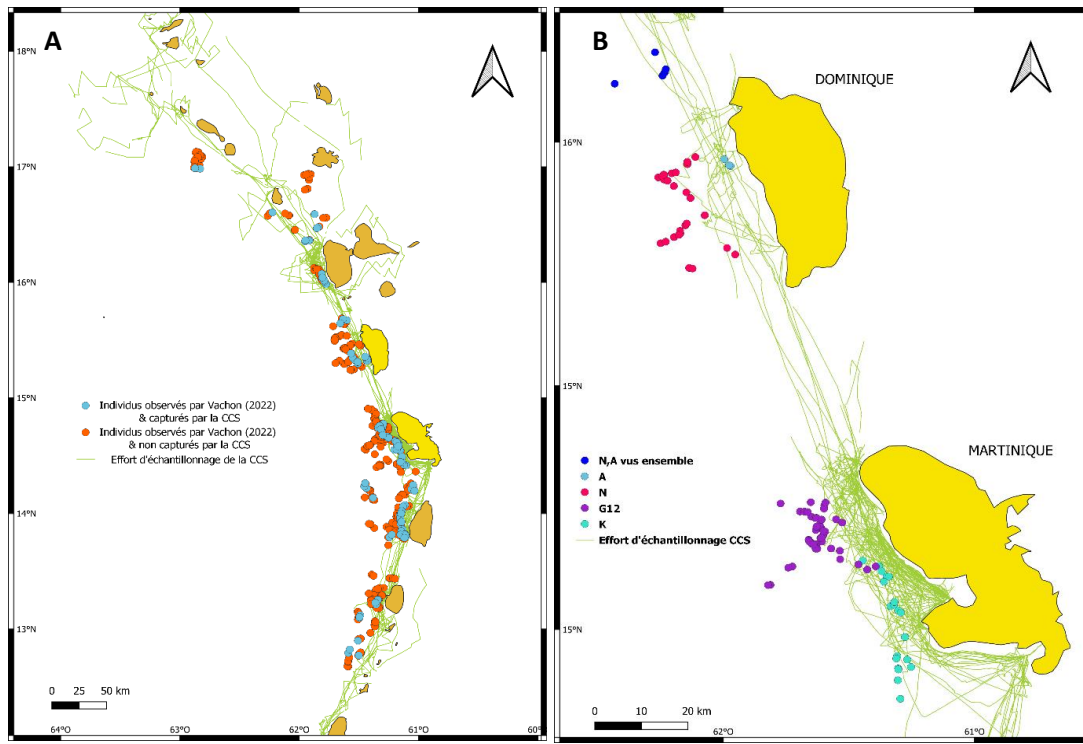 A
18°N
17°N
16°N
15°N
14°N
13°N
Individus observés par Vachon (2022)
& capturés par la CCS
Individus observés par Vachon (2022)
& non capturés par la CCS
Effort d'échantillonnage de la CCS
0 25 50 km
64°O 63°O 62°O 61°O 60°
B
DOMINIQUE
16°N
15°N
MARTINIQUE
N,A vus ensemble
A
N
G12
K
Effort d'échantillonnage CCS
15°N
0 10 20 km
62°O 61°O